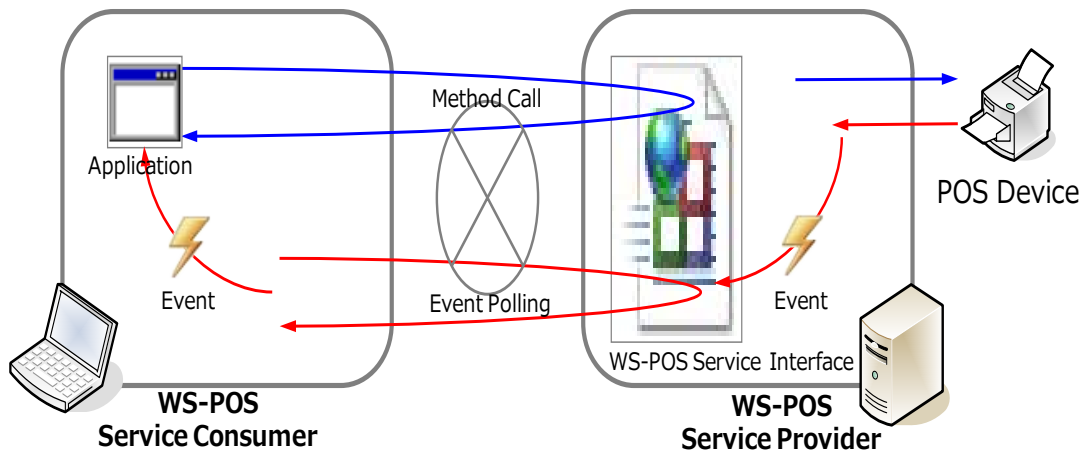 Method Call
Application
POS Device
Event
Event Polling
Event
WS-POS Service Interface
WS-POS
Service Consumer
WS-POS
Service Provider